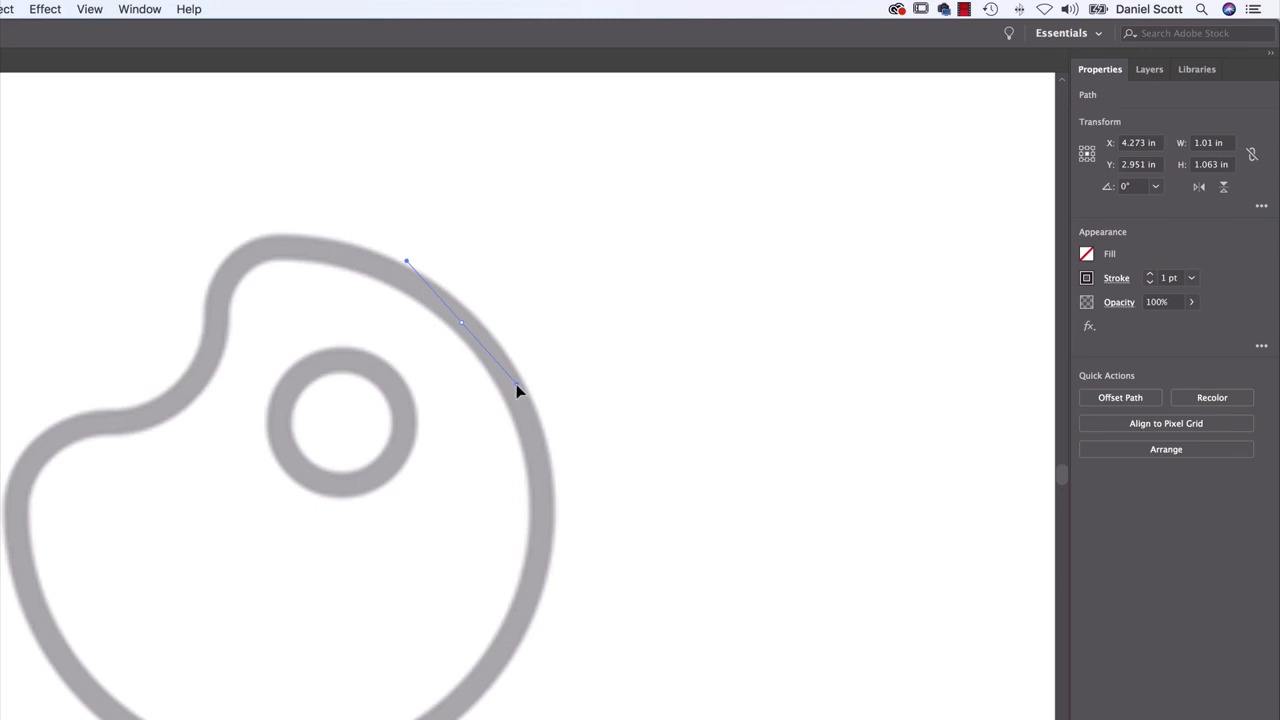 ect Effect View Window Help Daniel Scott
Essentials Search Adobe Stock
Properties Layers Libraries
Path
Transform
X: 4.273 in W: 1.01 in
Y: 2.951 in H: 1.063 in
0°
Appearance
Fill
Stroke 1 pt
Opacity 100%
fx.
Quick Actions
Offset Path Recolor
Align to Pixel Grid
Arrange